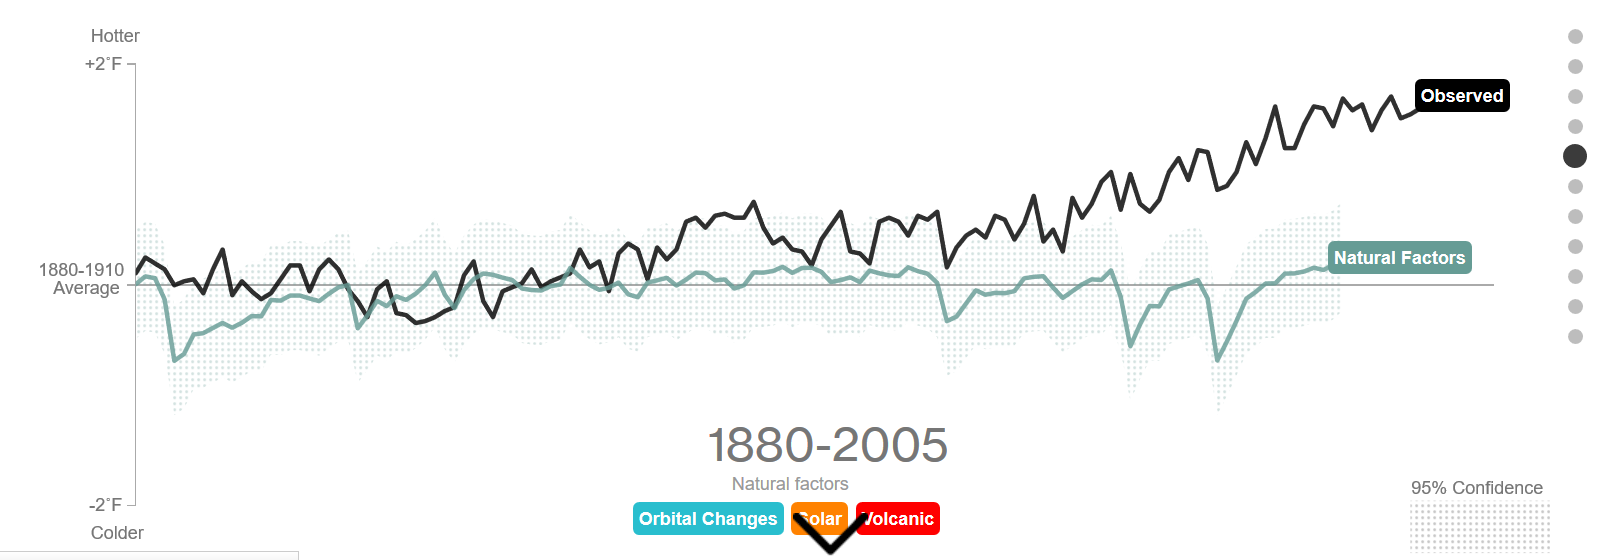 Hotter
+2°F
Observed
Natural Factors
1880-1910
Average
1880-2005
Natural factors
Orbital Changes
Solar
Volcanic
-2°F
95% Confidence
Colder